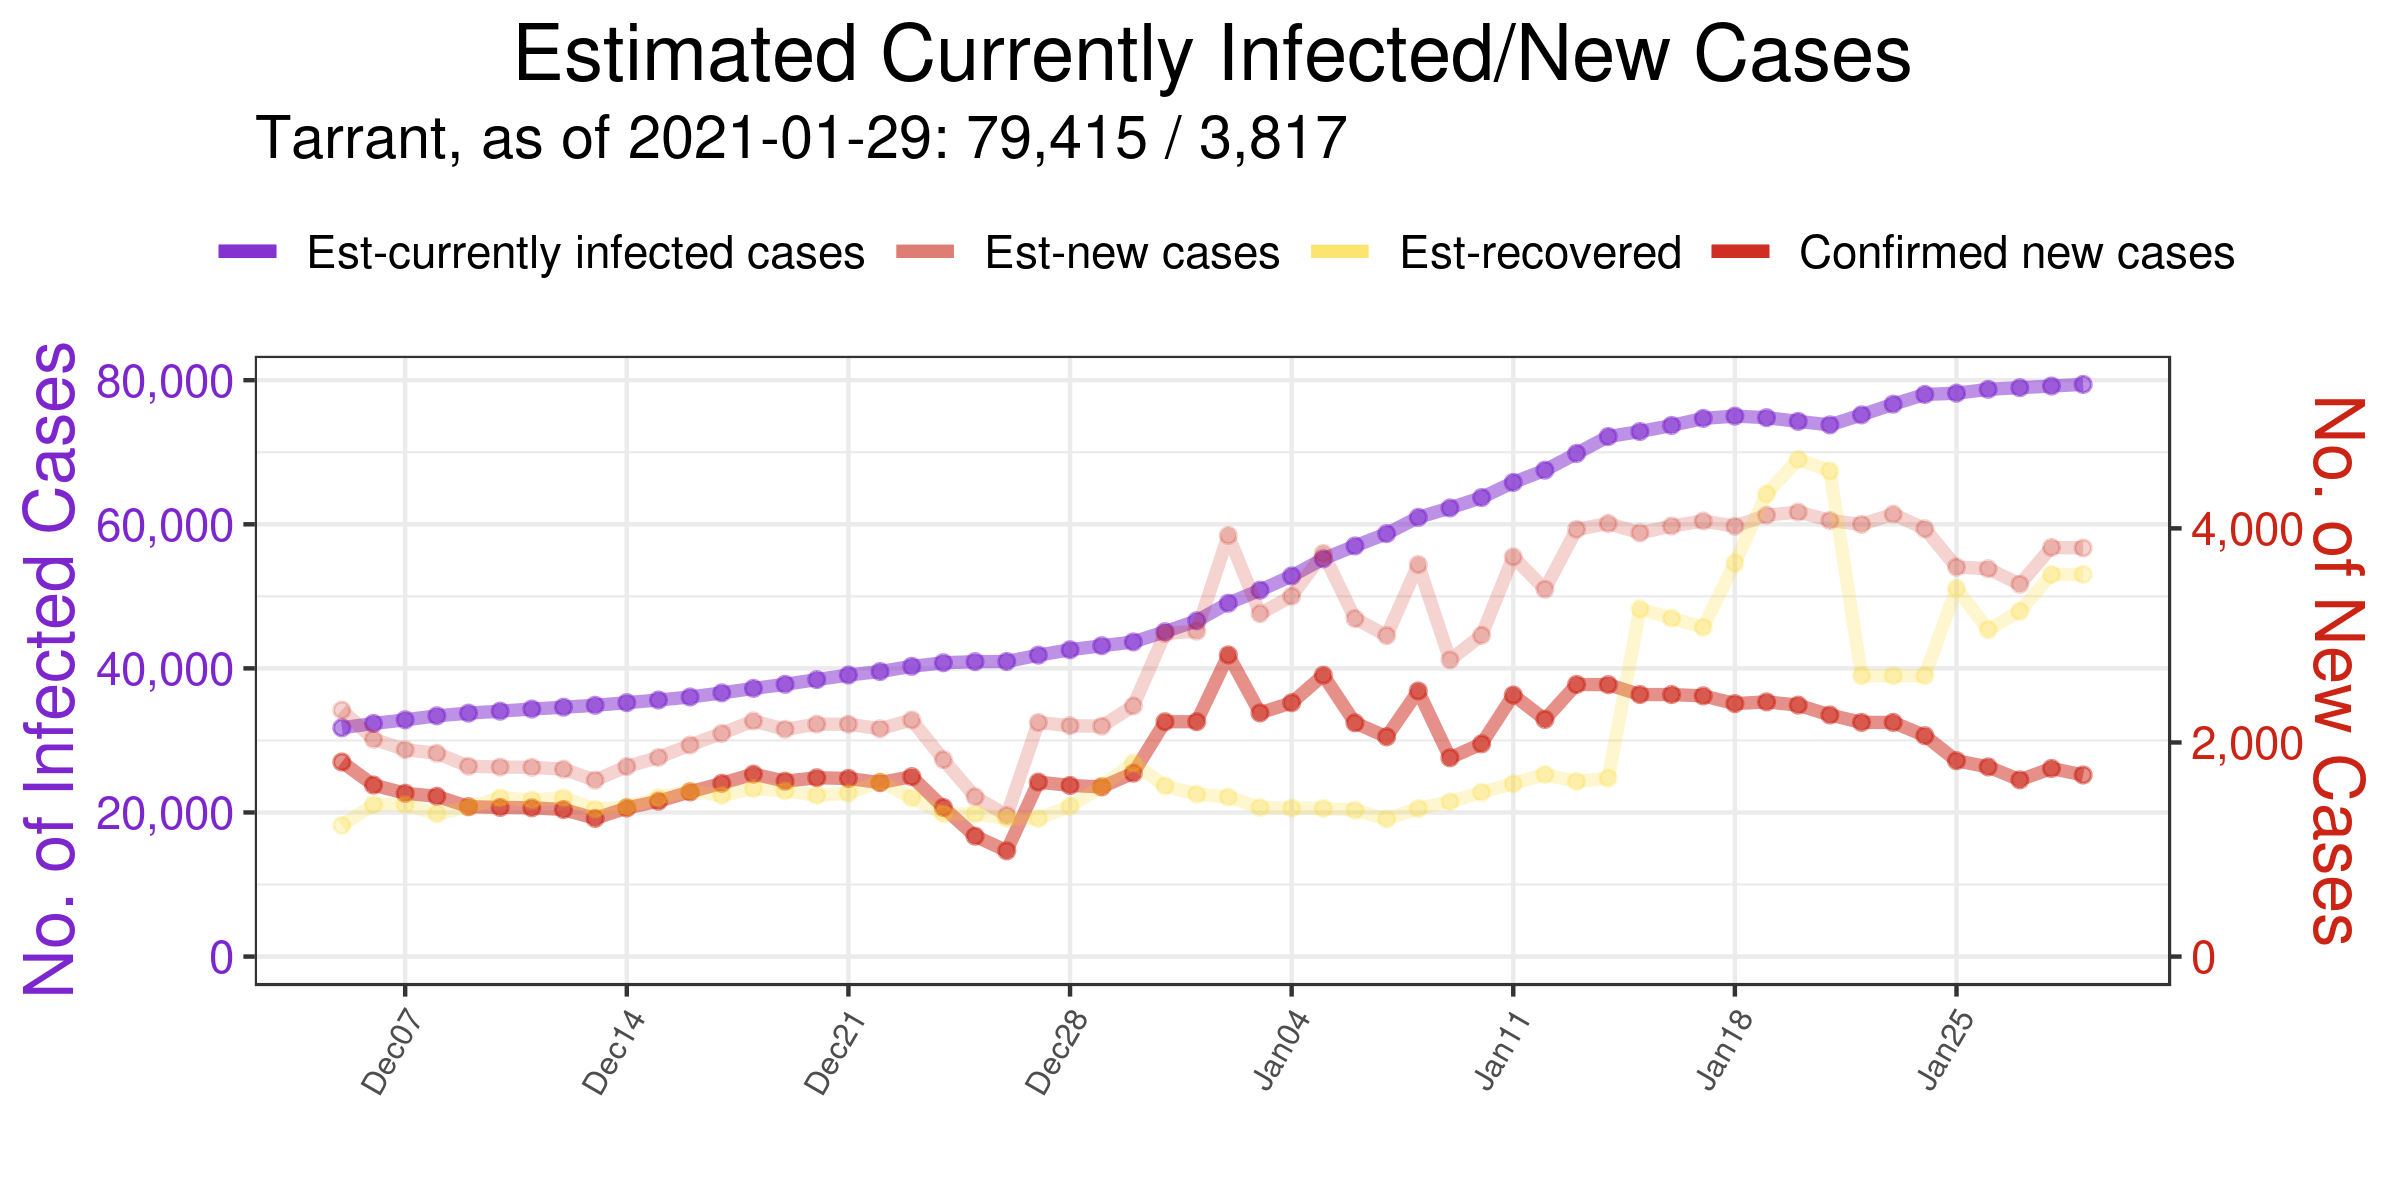 Estimated Currently Infected/New Cases
Tarrant, as of 2021-01-29: 79,415 / 3,817
Est-currently infected cases Est-new cases Est-recovered Confirmed new cases
No. of Infected Cases
80,000
60,000
40,000
20,000
0
4,000
2,000
0
No. of New Cases
Dec07 Dec14 Dec21 Dec28 Jan04 Jan11 Jan18 Jan25